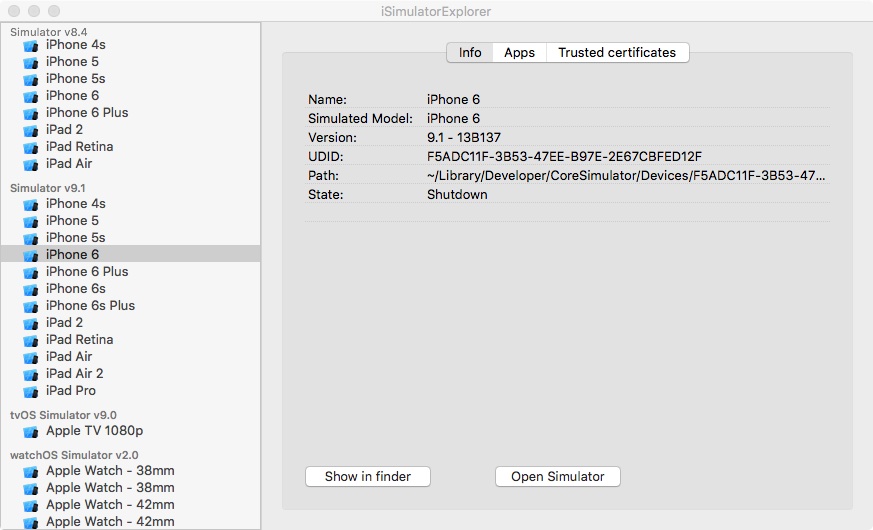 iSimulatorExplorer
Simulator v8.4
iPhone 4s
iPhone 5
iPhone 5s
iPhone 6
iPhone 6 Plus
iPad 2
iPad Retina
iPad Air
Simulator v9.1
iPhone 4s
iPhone 5
iPhone 5s
iPhone 6
iPhone 6 Plus
iPhone 6s
iPhone 6s Plus
iPad 2
iPad Retina
iPad Air
iPad Air 2
iPad Pro
tvOS Simulator v9.0
Apple TV 1080p
watchOS Simulator v2.0
Apple Watch - 38mm
Apple Watch - 38mm
Apple Watch - 42mm
Apple Watch - 42mm
Info Apps Trusted certificates
Name: iPhone 6
Simulated Model: iPhone 6
Version: 9.1 - 13B137
UDID: F5ADC11F-3B53-47EE-B97E-2E67CBFED12F
Path: ~/Library/Developer/CoreSimulator/Devices/F5ADC11F-3B53-47...
State: Shutdown
Show in finder Open Simulator